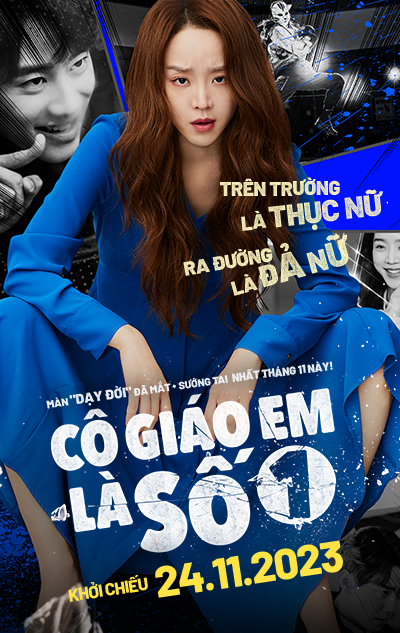 TRÊN TRƯỜNG
LÀ THỤC NỮ
RA ĐƯỜNG
LÀ ĐẢ NỮ
MÀN "DẠY ĐỜI" ĐÃ MẮT - SƯỚNG TAI NHẤT THÁNG 11 NÀY!
CÔ GIÁO EM
LÀ SỐ 1
KHỞI CHIẾU 24.11.2023